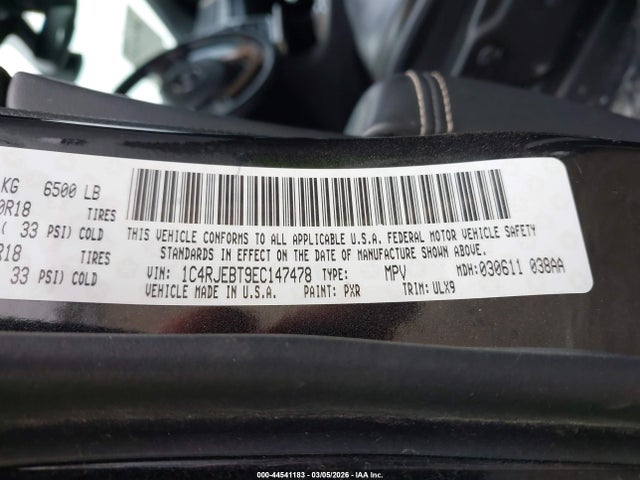 KG 6500 LB
0R18 TIRES
( 33 PSI) COLD
R18 TIRES
33 PSI) COLD
THIS VEHICLE CONFORMS TO ALL APPLICABLE U.S.A. FEDERAL MOTOR VEHICLE SAFETY
STANDARDS IN EFFECT ON THE DATE OF MANUFACTURE SHOWN ABOVE.
VIN: 1C4RJEBT9EC147478 TYPE: MPV MDH:030611 038AA
VEHICLE MADE IN U.S.A. PAINT: PXR TRIM: VLX9
000-44541183 - 03/05/2026 - IAA Inc.